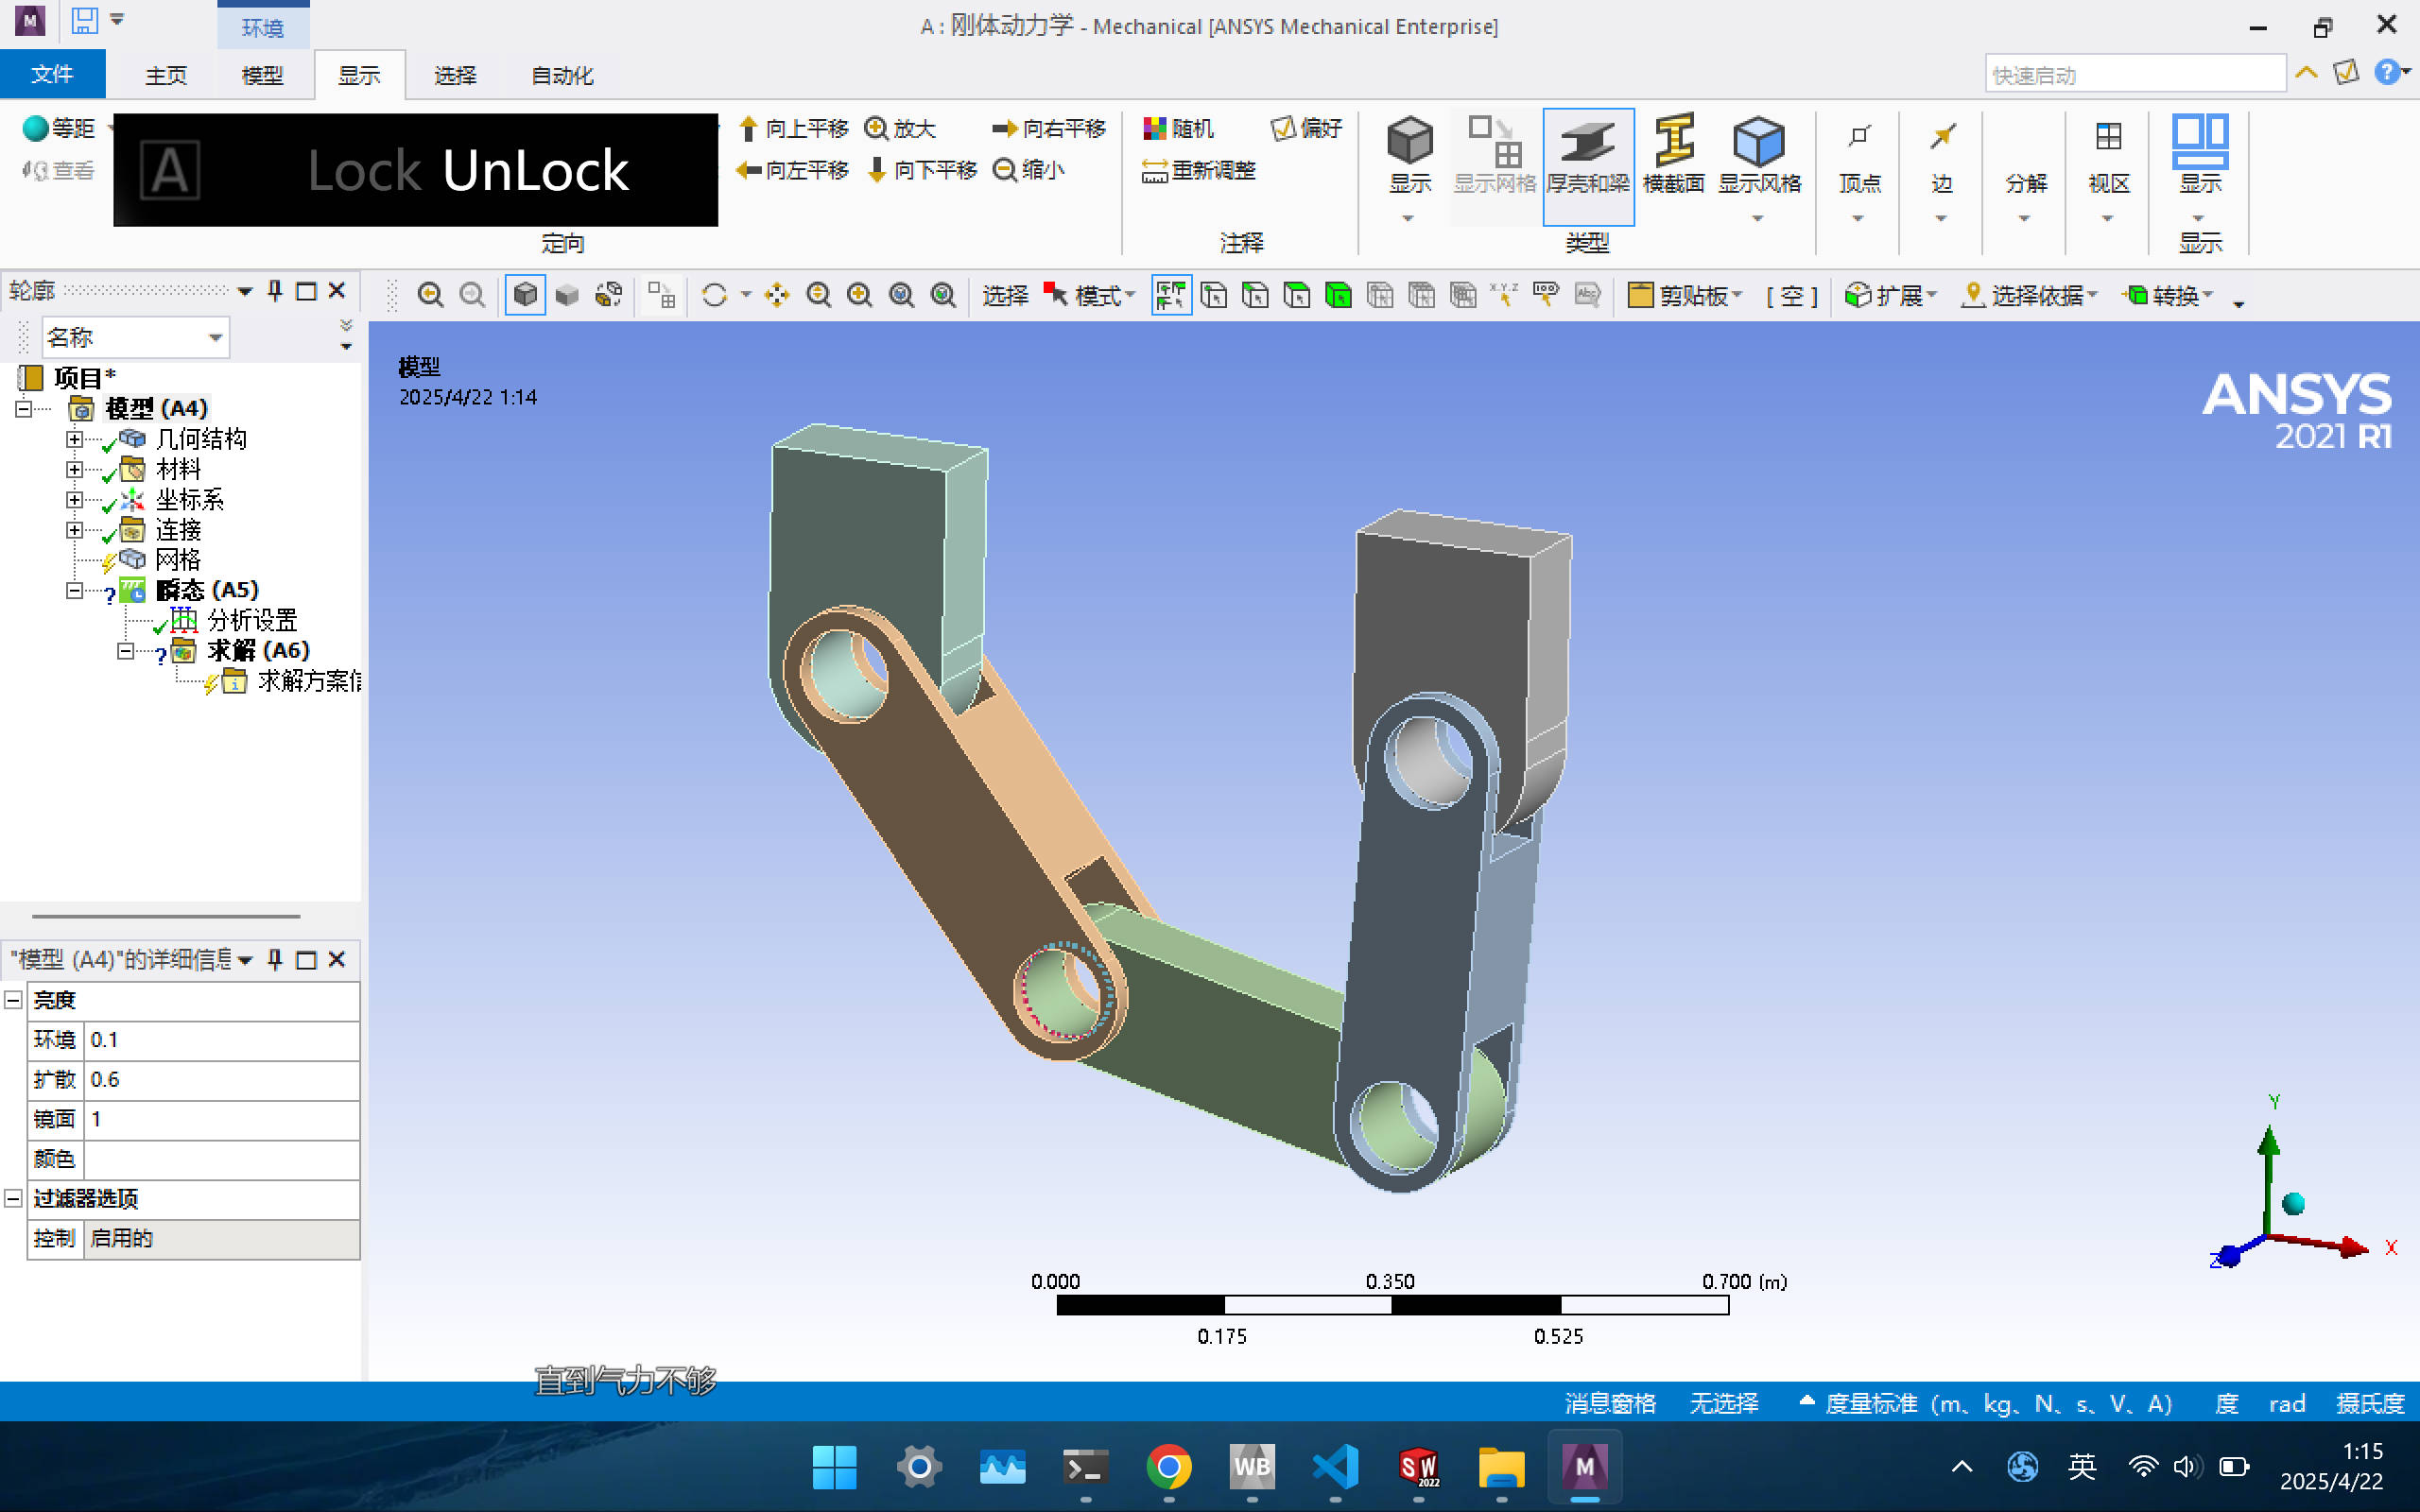 A : 刚体动力学 - Mechanical [ANSYS Mechanical Enterprise]
环境
文件 主页 模型 显示 选择 自动化
快速启动
等距
查看
A Lock UnLock
向上平移 放大 向右平移
向左平移 向下平移 缩小
定向
随机 偏好
重新调整
注释
显示 显示网格 厚壳和梁 横截面 显示风格
类型
顶点 边 分解 视区 显示
显示
轮廓
选择 模式 剪贴板 [ 空 ] 扩展 选择依据 转换
名称
项目*
模型 (A4)
几何结构
材料
坐标系
连接
网格
瞬态 (A5)
分析设置
求解 (A6)
求解方案信
模型
2025/4/22 1:14
ANSYS
2021 R1
"模型 (A4)"的详细信息
亮度
环境 0.1
扩散 0.6
镜面 1
颜色
过滤器选项
控制 启用的
Y
X
Z
0.000 0.350 0.700 (m)
0.175 0.525
直到气力不够
消息窗格 无选择 度量标准 (m、kg、N、s、V、A) 度 rad 摄氏度
WB
SW
2022
M
英
1:15
2025/4/22